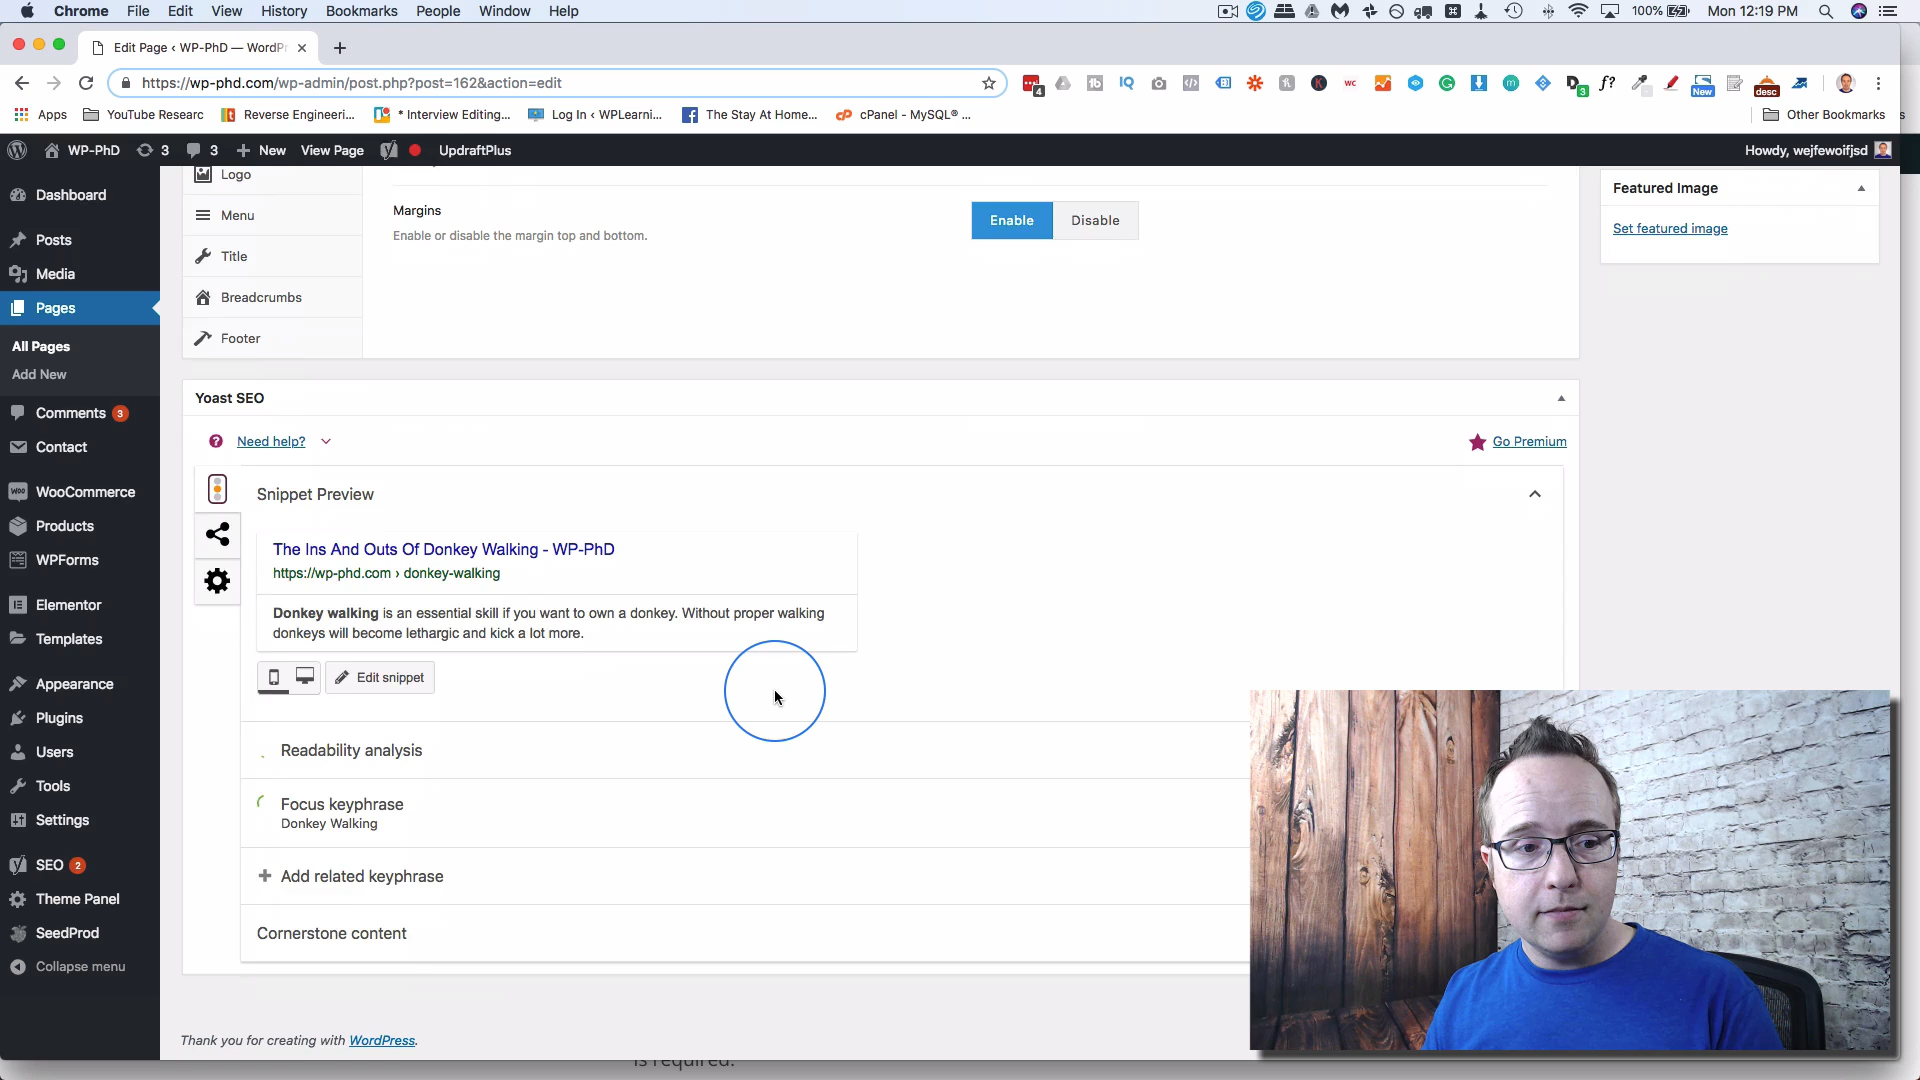 Chrome File Edit View History Bookmarks People Window Help
100% Mon 12:19 PM
Edit Page ‹ WP-PhD — WordPr
https://wp-phd.com/wp-admin/post.php?post=162&action=edit
4 wc 3 f? New desc
Apps YouTube Researc Reverse Engineeri... * Interview Editing... Log In ‹ WPLearni... The Stay At Home... cPanel - MySQL® ... Other Bookmarks
WP-PhD 3 3 New View Page UpdraftPlus Howdy, wejfewoifjsd
Dashboard
Posts
Media
Pages
All Pages
Add New
Comments 3
Contact
WooCommerce
Products
WPForms
Elementor
Templates
Appearance
Plugins
Users
Tools
Settings
SEO 2
Theme Panel
SeedProd
Collapse menu
Logo
Menu
Title
Breadcrumbs
Footer
Margins
Enable or disable the margin top and bottom.
Enable Disable
Featured Image
Set featured image
Yoast SEO
Need help?
Go Premium
Snippet Preview
The Ins And Outs Of Donkey Walking - WP-PhD
https://wp-phd.com › donkey-walking
Donkey walking is an essential skill if you want to own a donkey. Without proper walking
donkeys will become lethargic and kick a lot more.
Edit snippet
Readability analysis
Focus keyphrase
Donkey Walking
Add related keyphrase
Cornerstone content
Thank you for creating with WordPress.
is required.